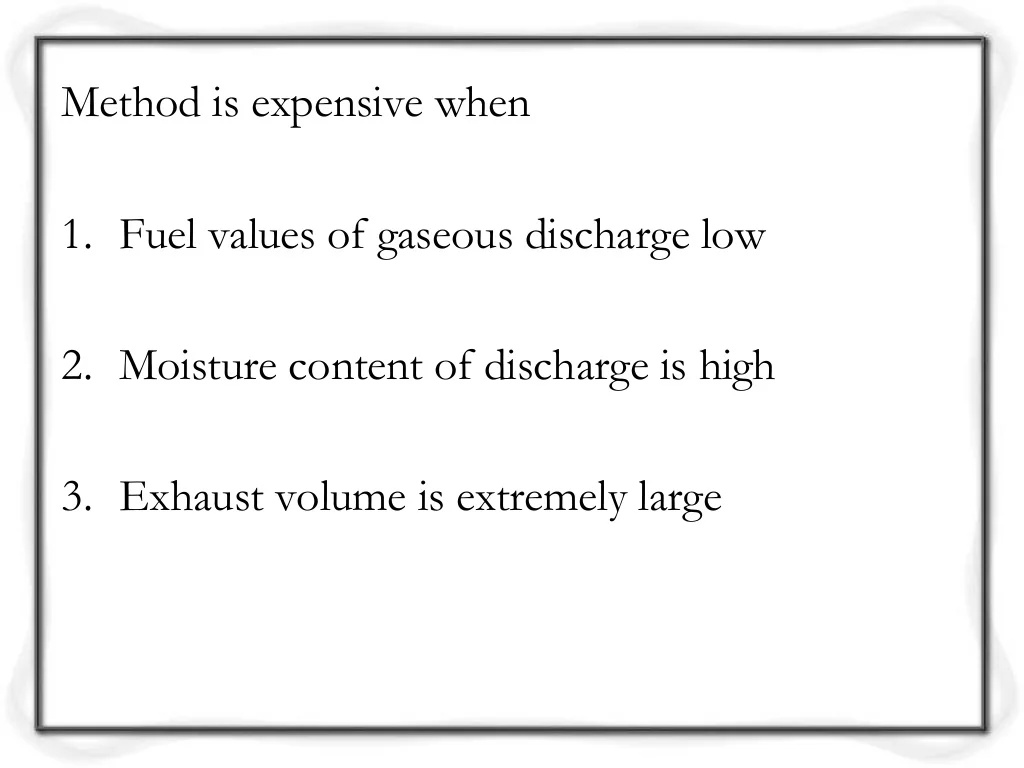 Method is expensive when
1. Fuel values of gaseous discharge low
2. Moisture content of discharge is high
3. Exhaust volume is extremely large